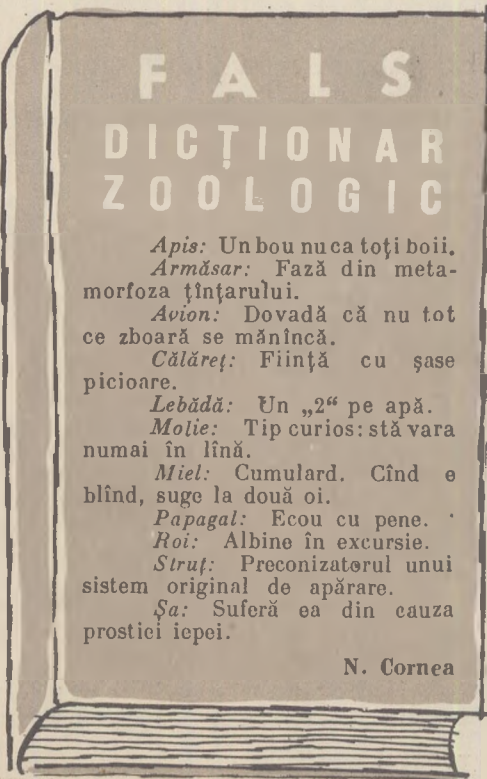 FALS
DICȚIONAR
ZOOLOGIC
Apis: Un bou nu ca toți boii.
Armăsar: Fază din meta-
morfoza țînțarului.
Avion: Dovadă că nu tot
ce zboară se mănîncă.
Călăreț: Ființă cu șase
picioare.
Lebădă: Un „2“ pe apă.
Molie: Tip curios: stă vara
numai în lînă.
Miel: Cumulard. Cînd e
blînd, suge la două oi.
Papagal: Ecou cu pene.
Roi: Albine în excursie.
Struț: Preconizatorul unui
sistem original de apărare.
Șa: Suferă ea din cauza
prostiei iepei.
N. Cornea